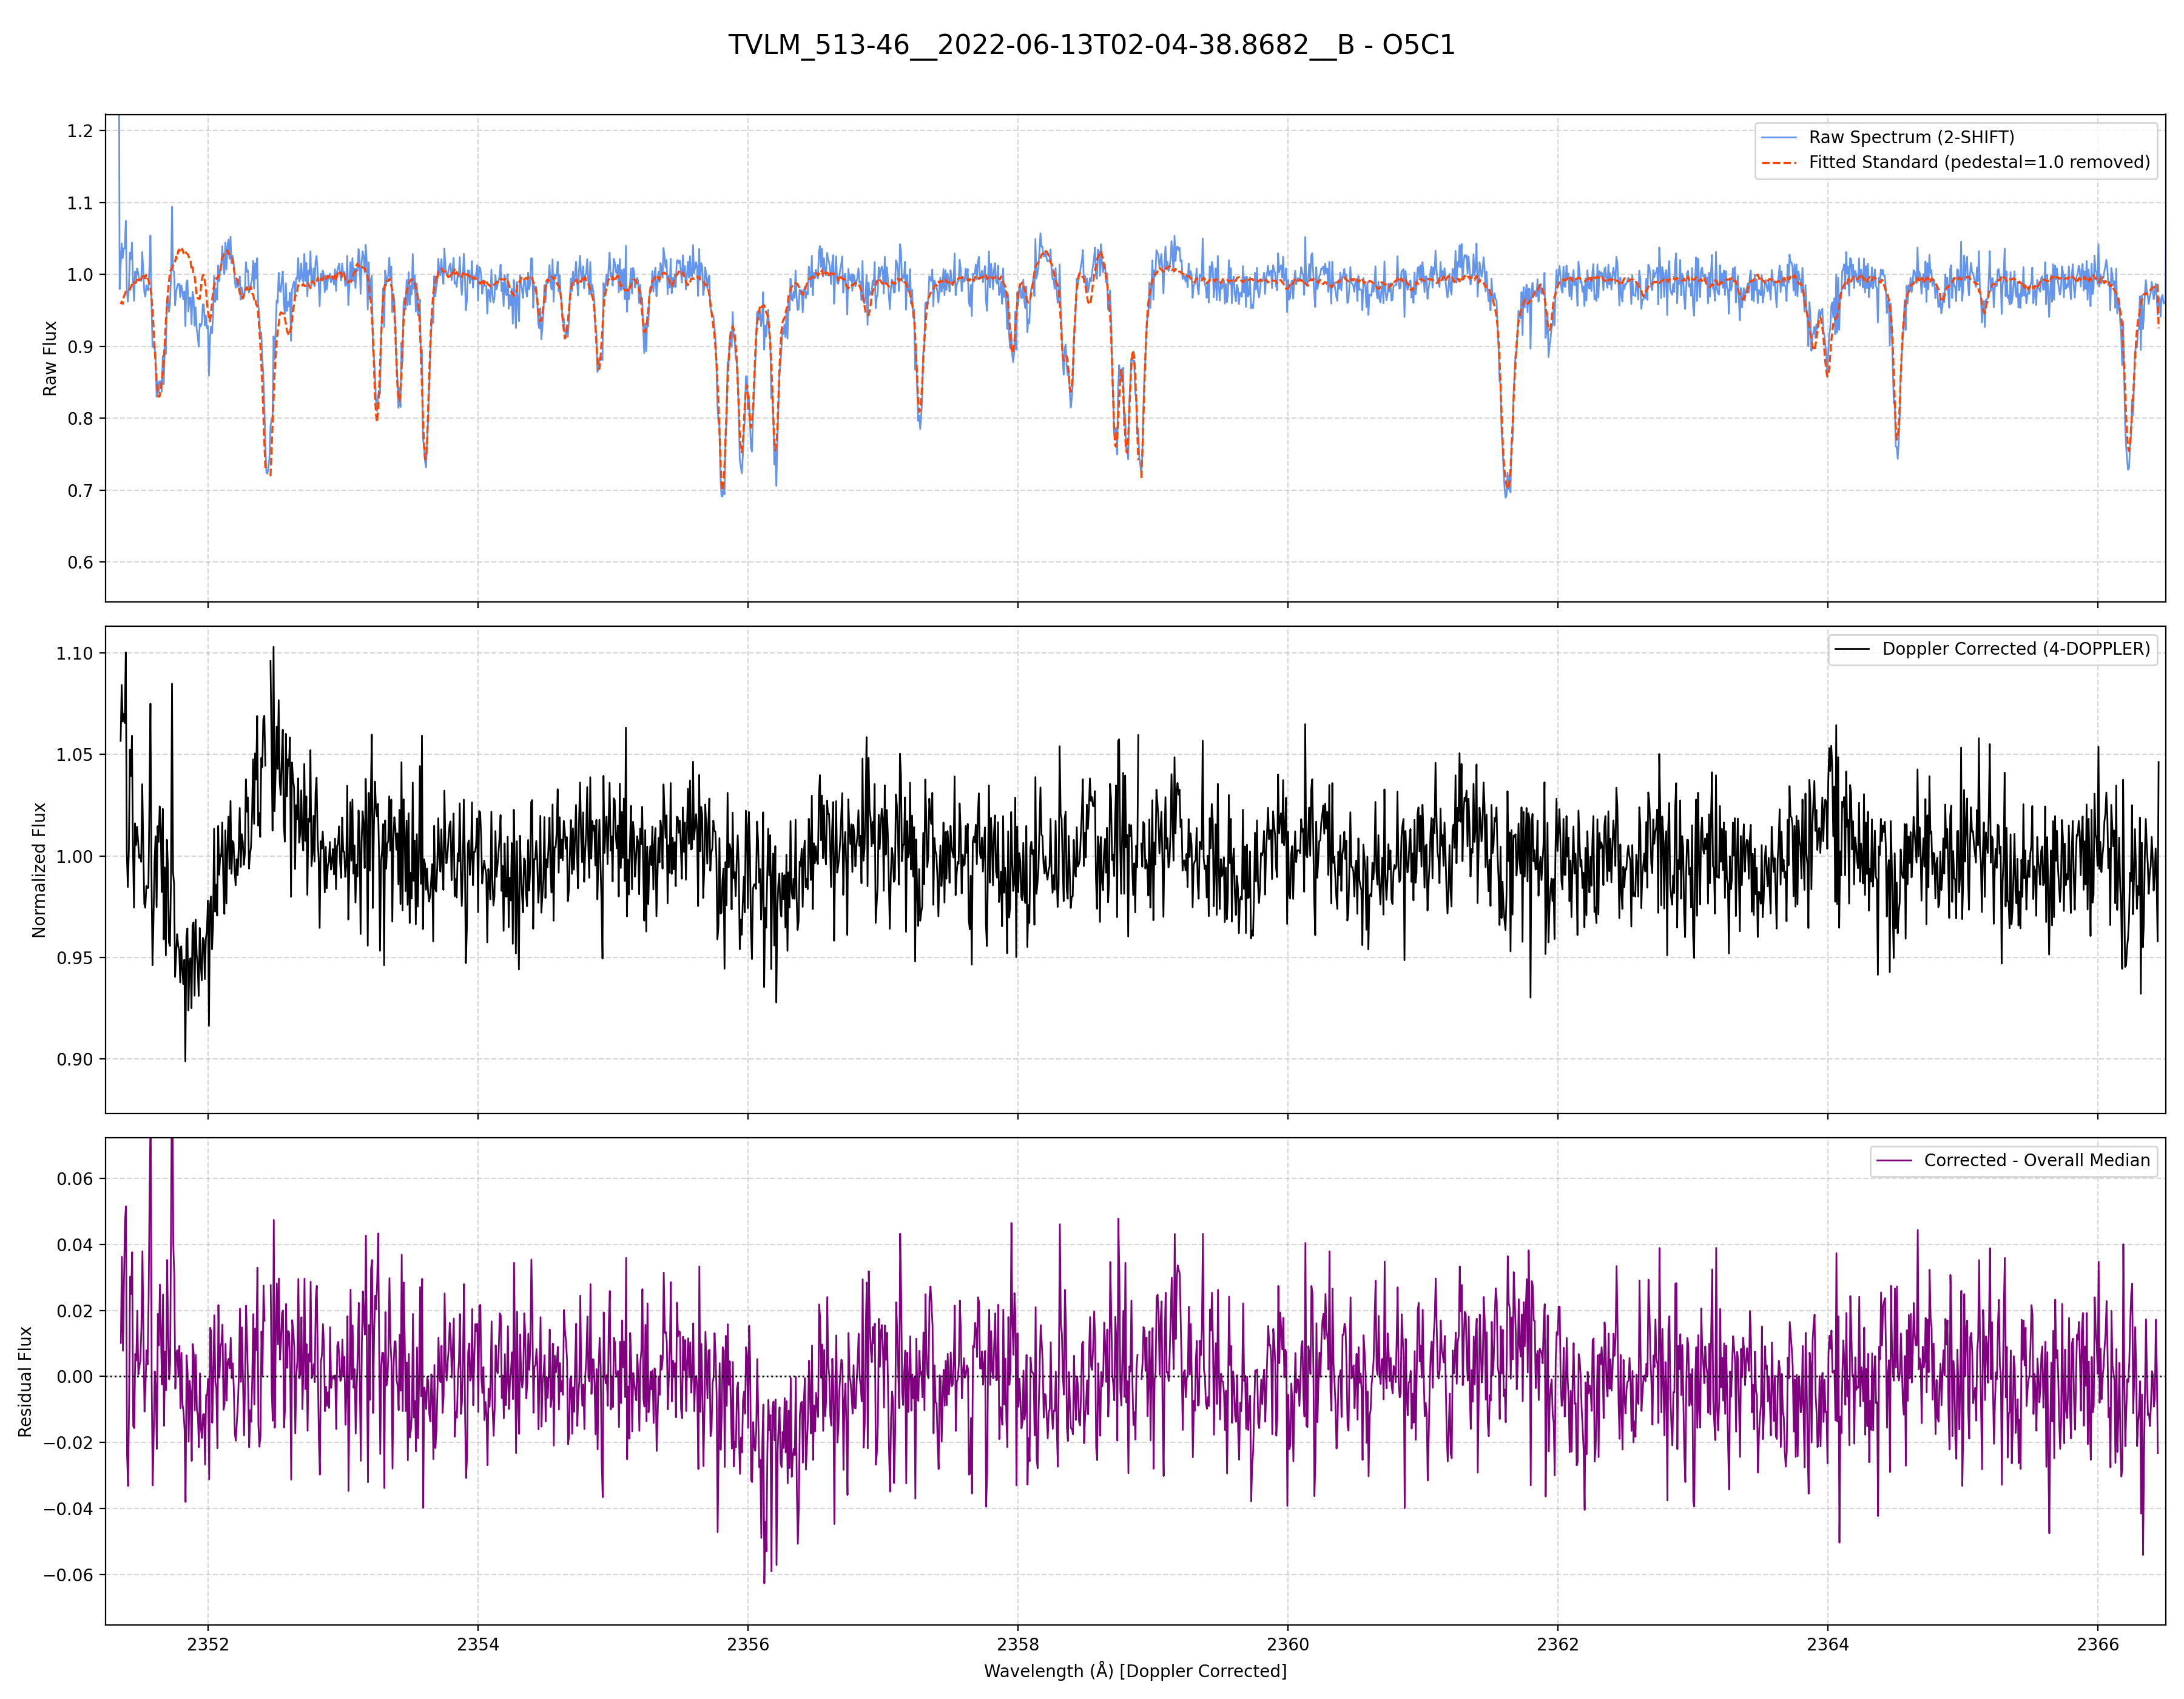 TVLM_513-46__2022-06-13T02-04-38.8682__B - O5C1
Raw Flux
1.2
1.1
1.0
0.9
0.8
0.7
0.6
Raw Spectrum (2-SHIFT)
Fitted Standard (pedestal=1.0 removed)
Normalized Flux
1.10
1.05
1.00
0.95
0.90
Doppler Corrected (4-DOPPLER)
Residual Flux
0.06
0.04
0.02
0.00
−0.02
−0.04
−0.06
Corrected - Overall Median
2352 2354 2356 2358 2360 2362 2364 2366
Wavelength (Å) [Doppler Corrected]